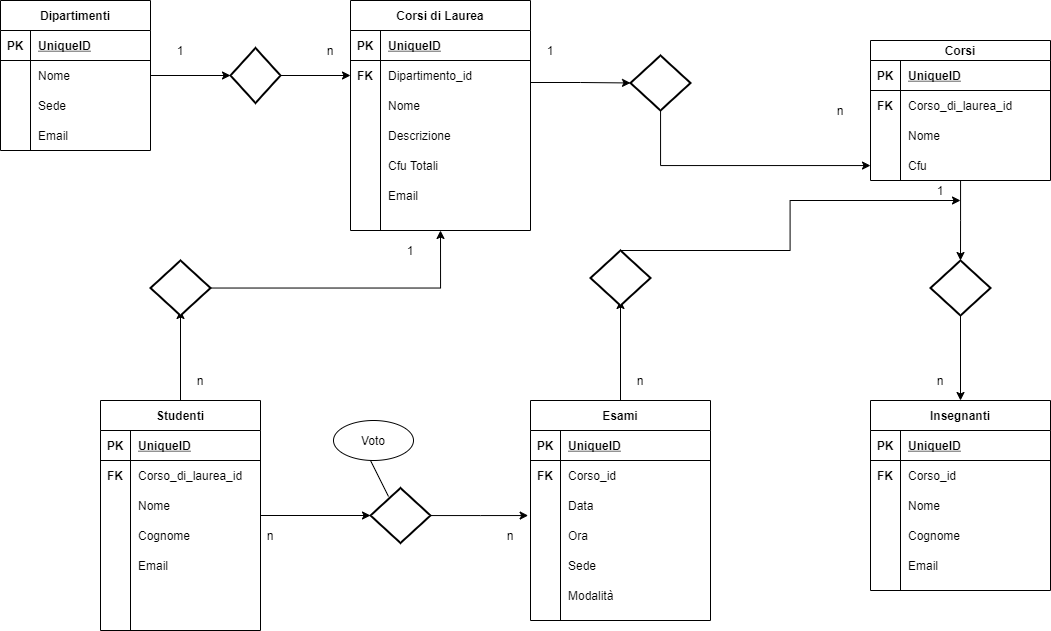 Dipartimenti
PK UniqueID
Nome
Sede
Email
1
n
Corsi di Laurea
PK UniqueID
FK Dipartimento_id
Nome
Descrizione
Cfu Totali
Email
1
n
Corsi
PK UniqueID
FK Corso_di_laurea_id
Nome
Cfu
1
1
n
Studenti
PK UniqueID
FK Corso_di_laurea_id
Nome
Cognome
Email
n
Voto
n
n
Esami
PK UniqueID
FK Corso_id
Data
Ora
Sede
Modalità
n
Insegnanti
PK UniqueID
FK Corso_id
Nome
Cognome
Email